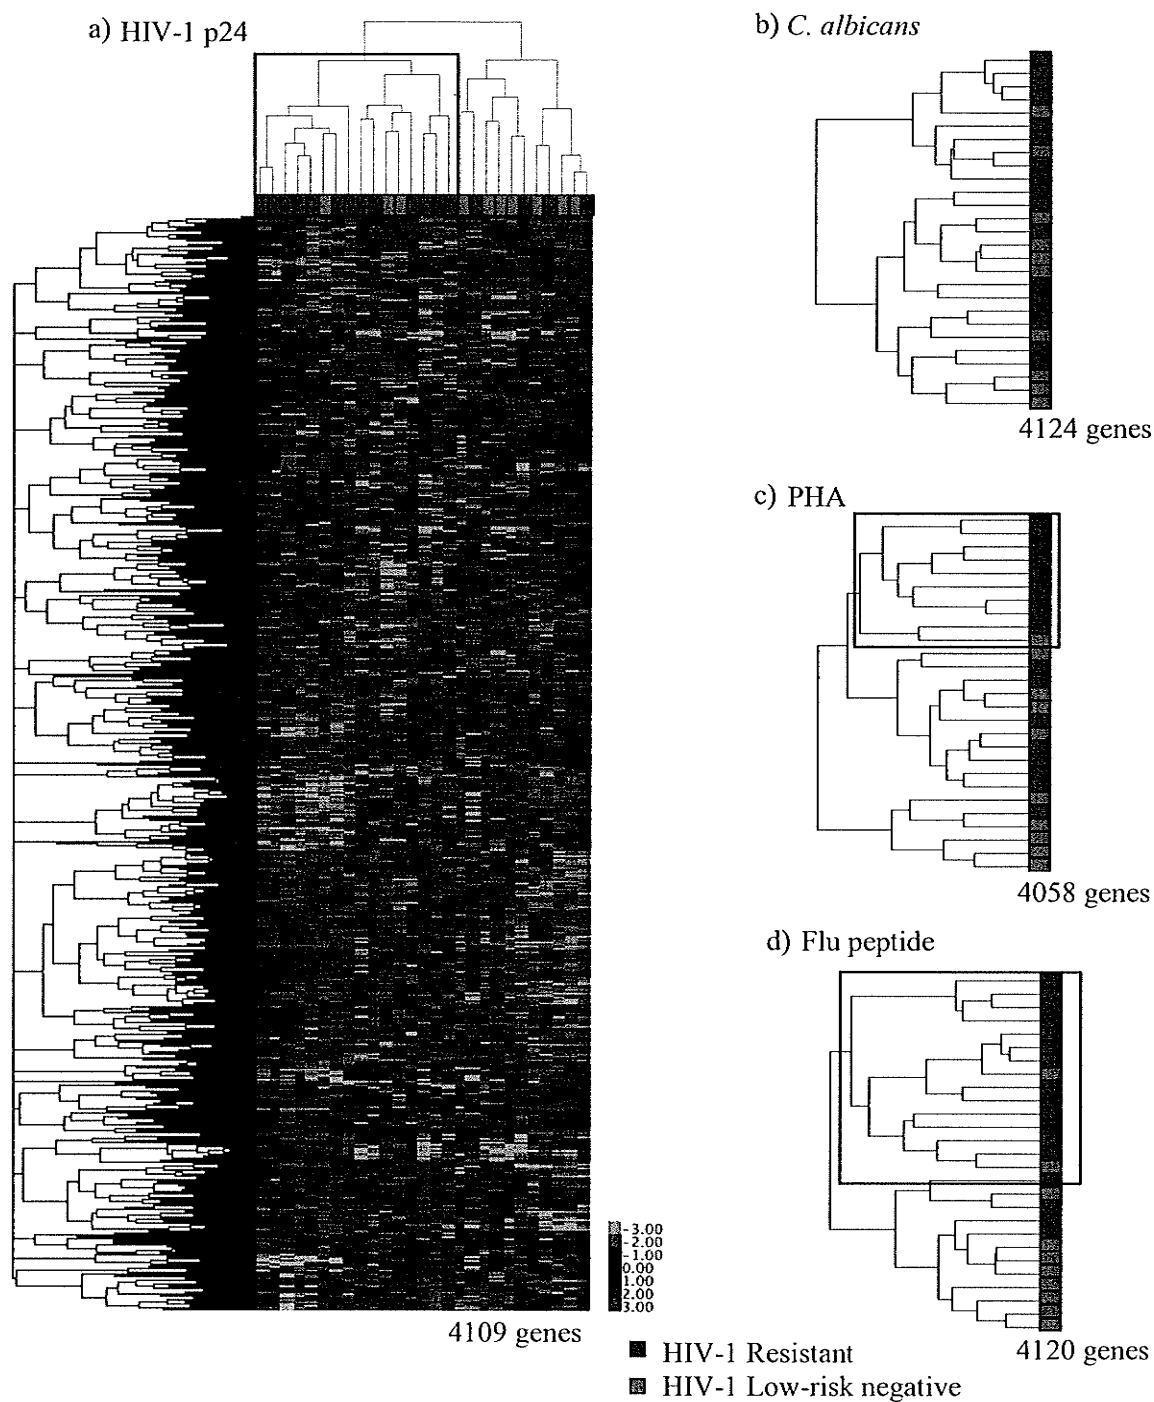 a) HIV-1 p24
b) C. albicans
4124 genes
c) PHA
4058 genes
d) Flu peptide
4120 genes
-3.00
-2.00
-1.00
0.00
1.00
2.00
3.00
4109 genes
HIV-1 Resistant
HIV-1 Low-risk negative